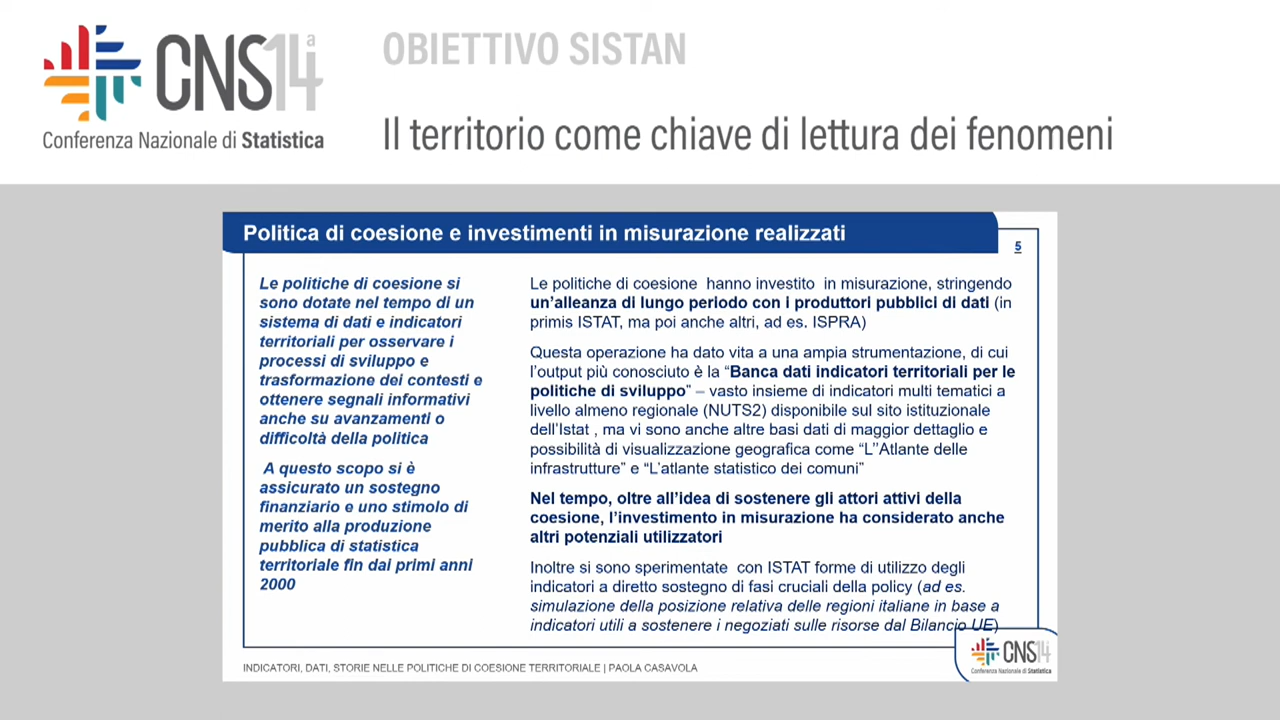 CNS14ª
Conferenza Nazionale di Statistica
OBIETTIVO SISTAN
Il territorio come chiave di lettura dei fenomeni
Politica di coesione e investimenti in misurazione realizzati
5
Le politiche di coesione si
sono dotate nel tempo di un
sistema di dati e indicatori
territoriali per osservare i
processi di sviluppo e
trasformazione dei contesti e
ottenere segnali informativi
anche su avanzamenti o
difficoltà della politica
A questo scopo si è
assicurato un sostegno
finanziario e uno stimolo di
merito alla produzione
pubblica di statistica
territoriale fin dai primi anni
2000
Le politiche di coesione hanno investito in misurazione, stringendo
un’alleanza di lungo periodo con i produttori pubblici di dati (in
primis ISTAT, ma poi anche altri, ad es. ISPRA)
Questa operazione ha dato vita a una ampia strumentazione, di cui
l’output più conosciuto è la “Banca dati indicatori territoriali per le
politiche di sviluppo” – vasto insieme di indicatori multi tematici a
livello almeno regionale (NUTS2) disponibile sul sito istituzionale
dell’Istat , ma vi sono anche altre basi dati di maggior dettaglio e
possibilità di visualizzazione geografica come “L’’Atlante delle
infrastrutture” e “L’atlante statistico dei comuni”
Nel tempo, oltre all’idea di sostenere gli attori attivi della
coesione, l’investimento in misurazione ha considerato anche
altri potenziali utilizzatori
Inoltre si sono sperimentate con ISTAT forme di utilizzo degli
indicatori a diretto sostegno di fasi cruciali della policy (ad es.
simulazione della posizione relativa delle regioni italiane in base a
indicatori utili a sostenere i negoziati sulle risorse dal Bilancio UE)
INDICATORI, DATI, STORIE NELLE POLITICHE DI COESIONE TERRITORIALE | PAOLA CASAVOLA
CNS14ª
Conferenza Nazionale di Statistica